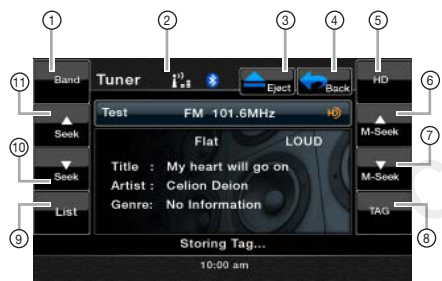 ① ② ③ ④ ⑤
Band Tuner Eject Back HD
⑪ Test FM 101.6MHz HD ⑥
Seek Flat LOUD M-Seek
⑦
Title : My heart will go on
⑩ Seek Artist : Celion Deion M-Seek
Genre: No Information
⑨ List TAG ⑧
Storing Tag...
10:00 am